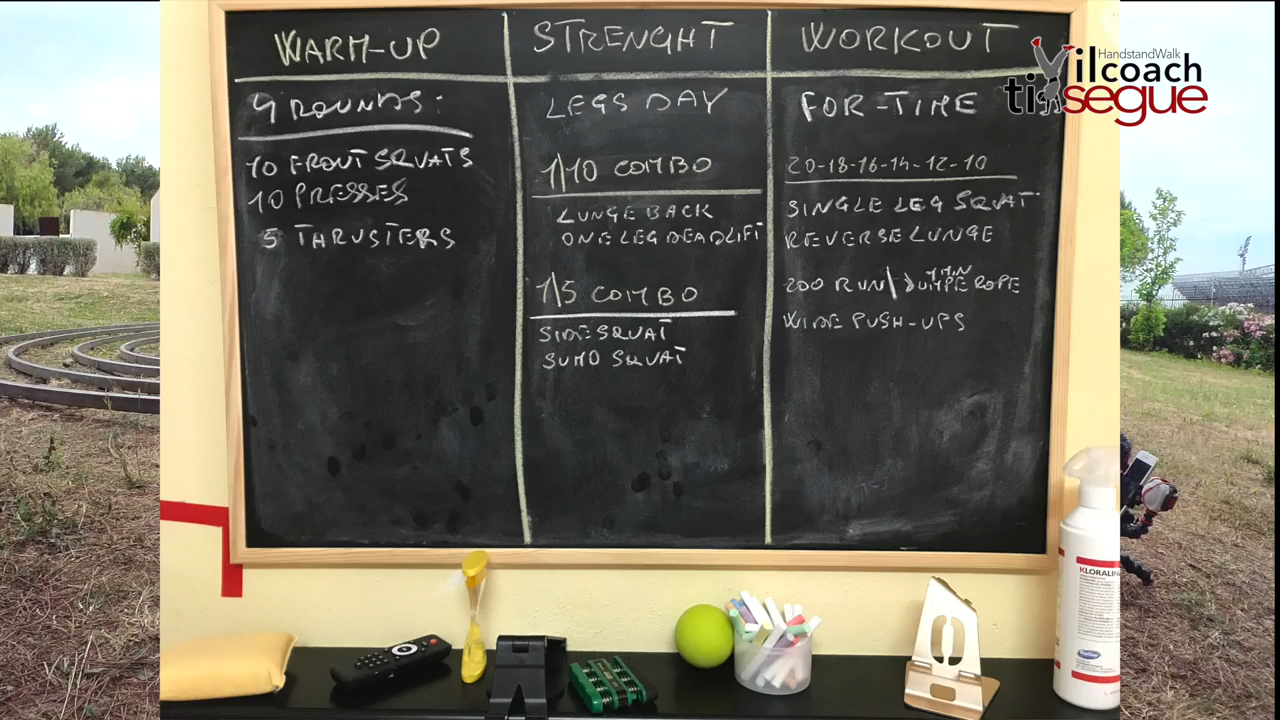 WARM-UP
9 ROUNDS:
10 FRONT SQUATS
10 PRESSES
5 THRUSTERS
STRENGHT
LEGS DAY
1/10 COMBO
LUNGE BACK
ONE LEG DEADLIFT
1/5 COMBO
SIDE SQUAT
SUMO SQUAT
WORKOUT
FOR-TIME
20-18-16-14-12-10
SINGLE LEG SQUAT
REVERSE LUNGE
200 RUN/ 1 MIN JUMPE ROPE
WIDE PUSH-UPS
HandstandWalk
ilcoach
tisegue
KLORALIN